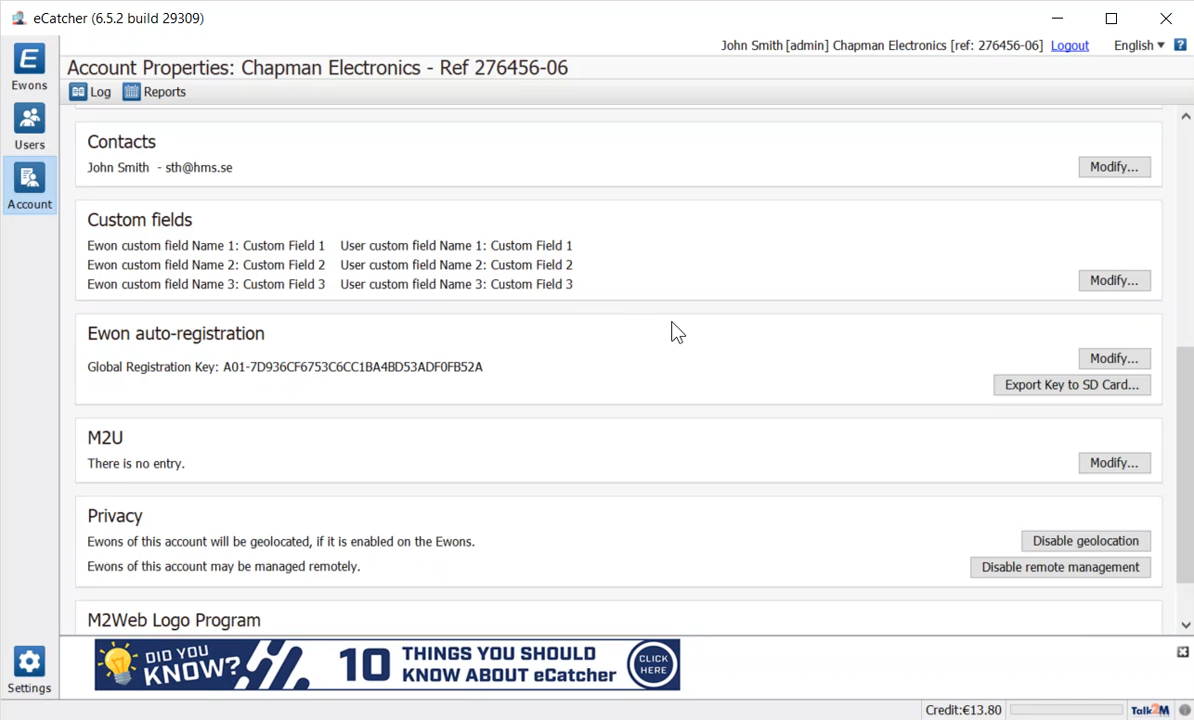 eCatcher (6.5.2 build 29309)
John Smith [admin] Chapman Electronics [ref: 276456-06] Logout English
Account Properties: Chapman Electronics - Ref 276456-06
Log Reports
E
Ewons
Users
Account
Contacts
John Smith - sth@hms.se
Modify...
Custom fields
Ewon custom field Name 1: Custom Field 1 User custom field Name 1: Custom Field 1
Ewon custom field Name 2: Custom Field 2 User custom field Name 2: Custom Field 2
Ewon custom field Name 3: Custom Field 3 User custom field Name 3: Custom Field 3
Modify...
Ewon auto-registration
Global Registration Key: A01-7D936CF6753C6CC1BA4BD53ADF0FB52A
Modify...
Export Key to SD Card...
M2U
There is no entry.
Modify...
Privacy
Ewons of this account will be geolocated, if it is enabled on the Ewons.
Disable geolocation
Ewons of this account may be managed remotely.
Disable remote management
M2Web Logo Program
DID YOU KNOW?
10 THINGS YOU SHOULD KNOW ABOUT eCatcher
CLICK HERE
Settings
Credit:€13.80
Talk2M